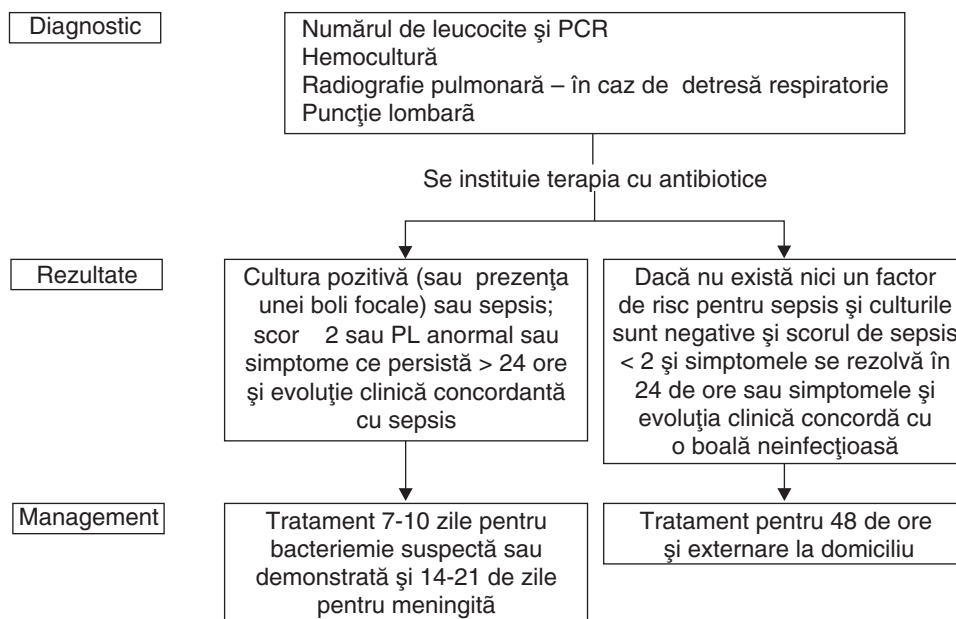 Diagnostic
Numărul de leucocite şi PCR
Hemocultură
Radiografie pulmonară – în caz de detresă respiratorie
Puncţie lombarã
Se instituie terapia cu antibiotice
Rezultate
Cultura pozitivă (sau prezenţa
unei boli focale) sau sepsis;
scor 2 sau PL anormal sau
simptome ce persistă > 24 ore
şi evoluţie clinică concordantă
cu sepsis
Dacă nu există nici un factor
de risc pentru sepsis şi culturile
sunt negative şi scorul de sepsis
< 2 şi simptomele se rezolvă în
24 de ore sau simptomele şi
evoluţia clinică concordă cu
o boală neinfecţioasă
Management
Tratament 7-10 zile pentru
bacteriemie suspectă sau
demonstrată şi 14-21 de zile
pentru meningitã
Tratament pentru 48 de ore
şi externare la domiciliu